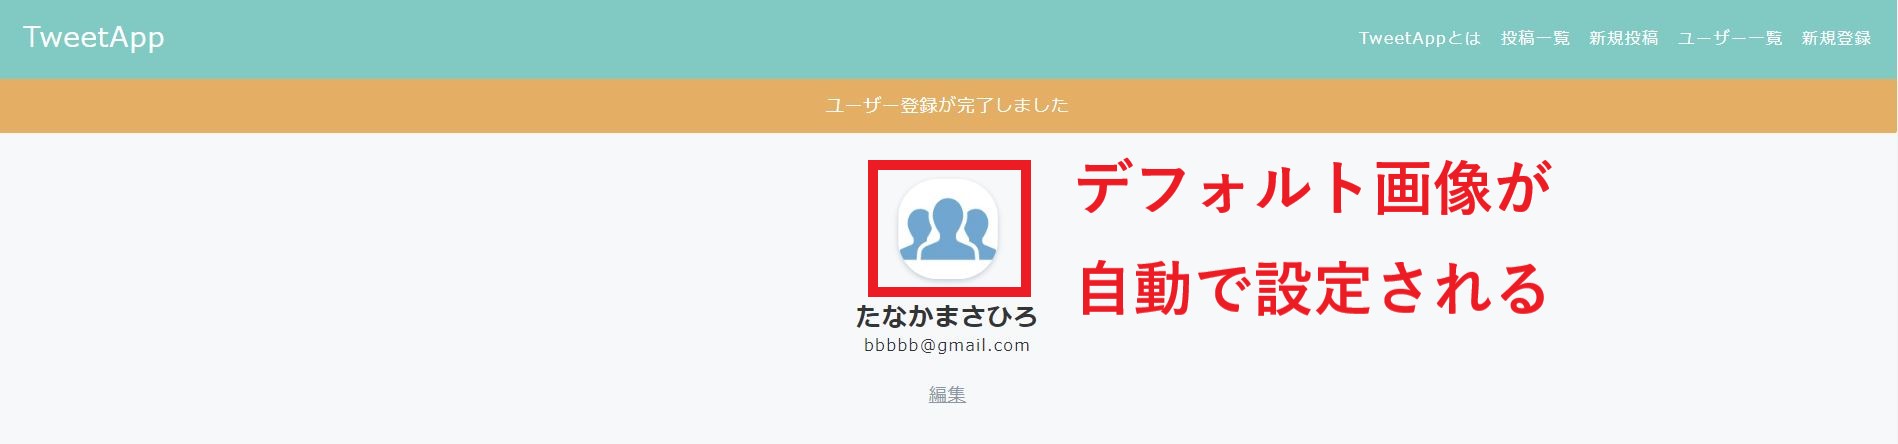 TweetApp
TweetAppとは 投稿一覧 新規投稿 ユーザー一覧 新規登録
ユーザー登録が完了しました
デフォルト画像が
自動で設定される
たなかまさひろ
bbbbb@gmail.com
編集